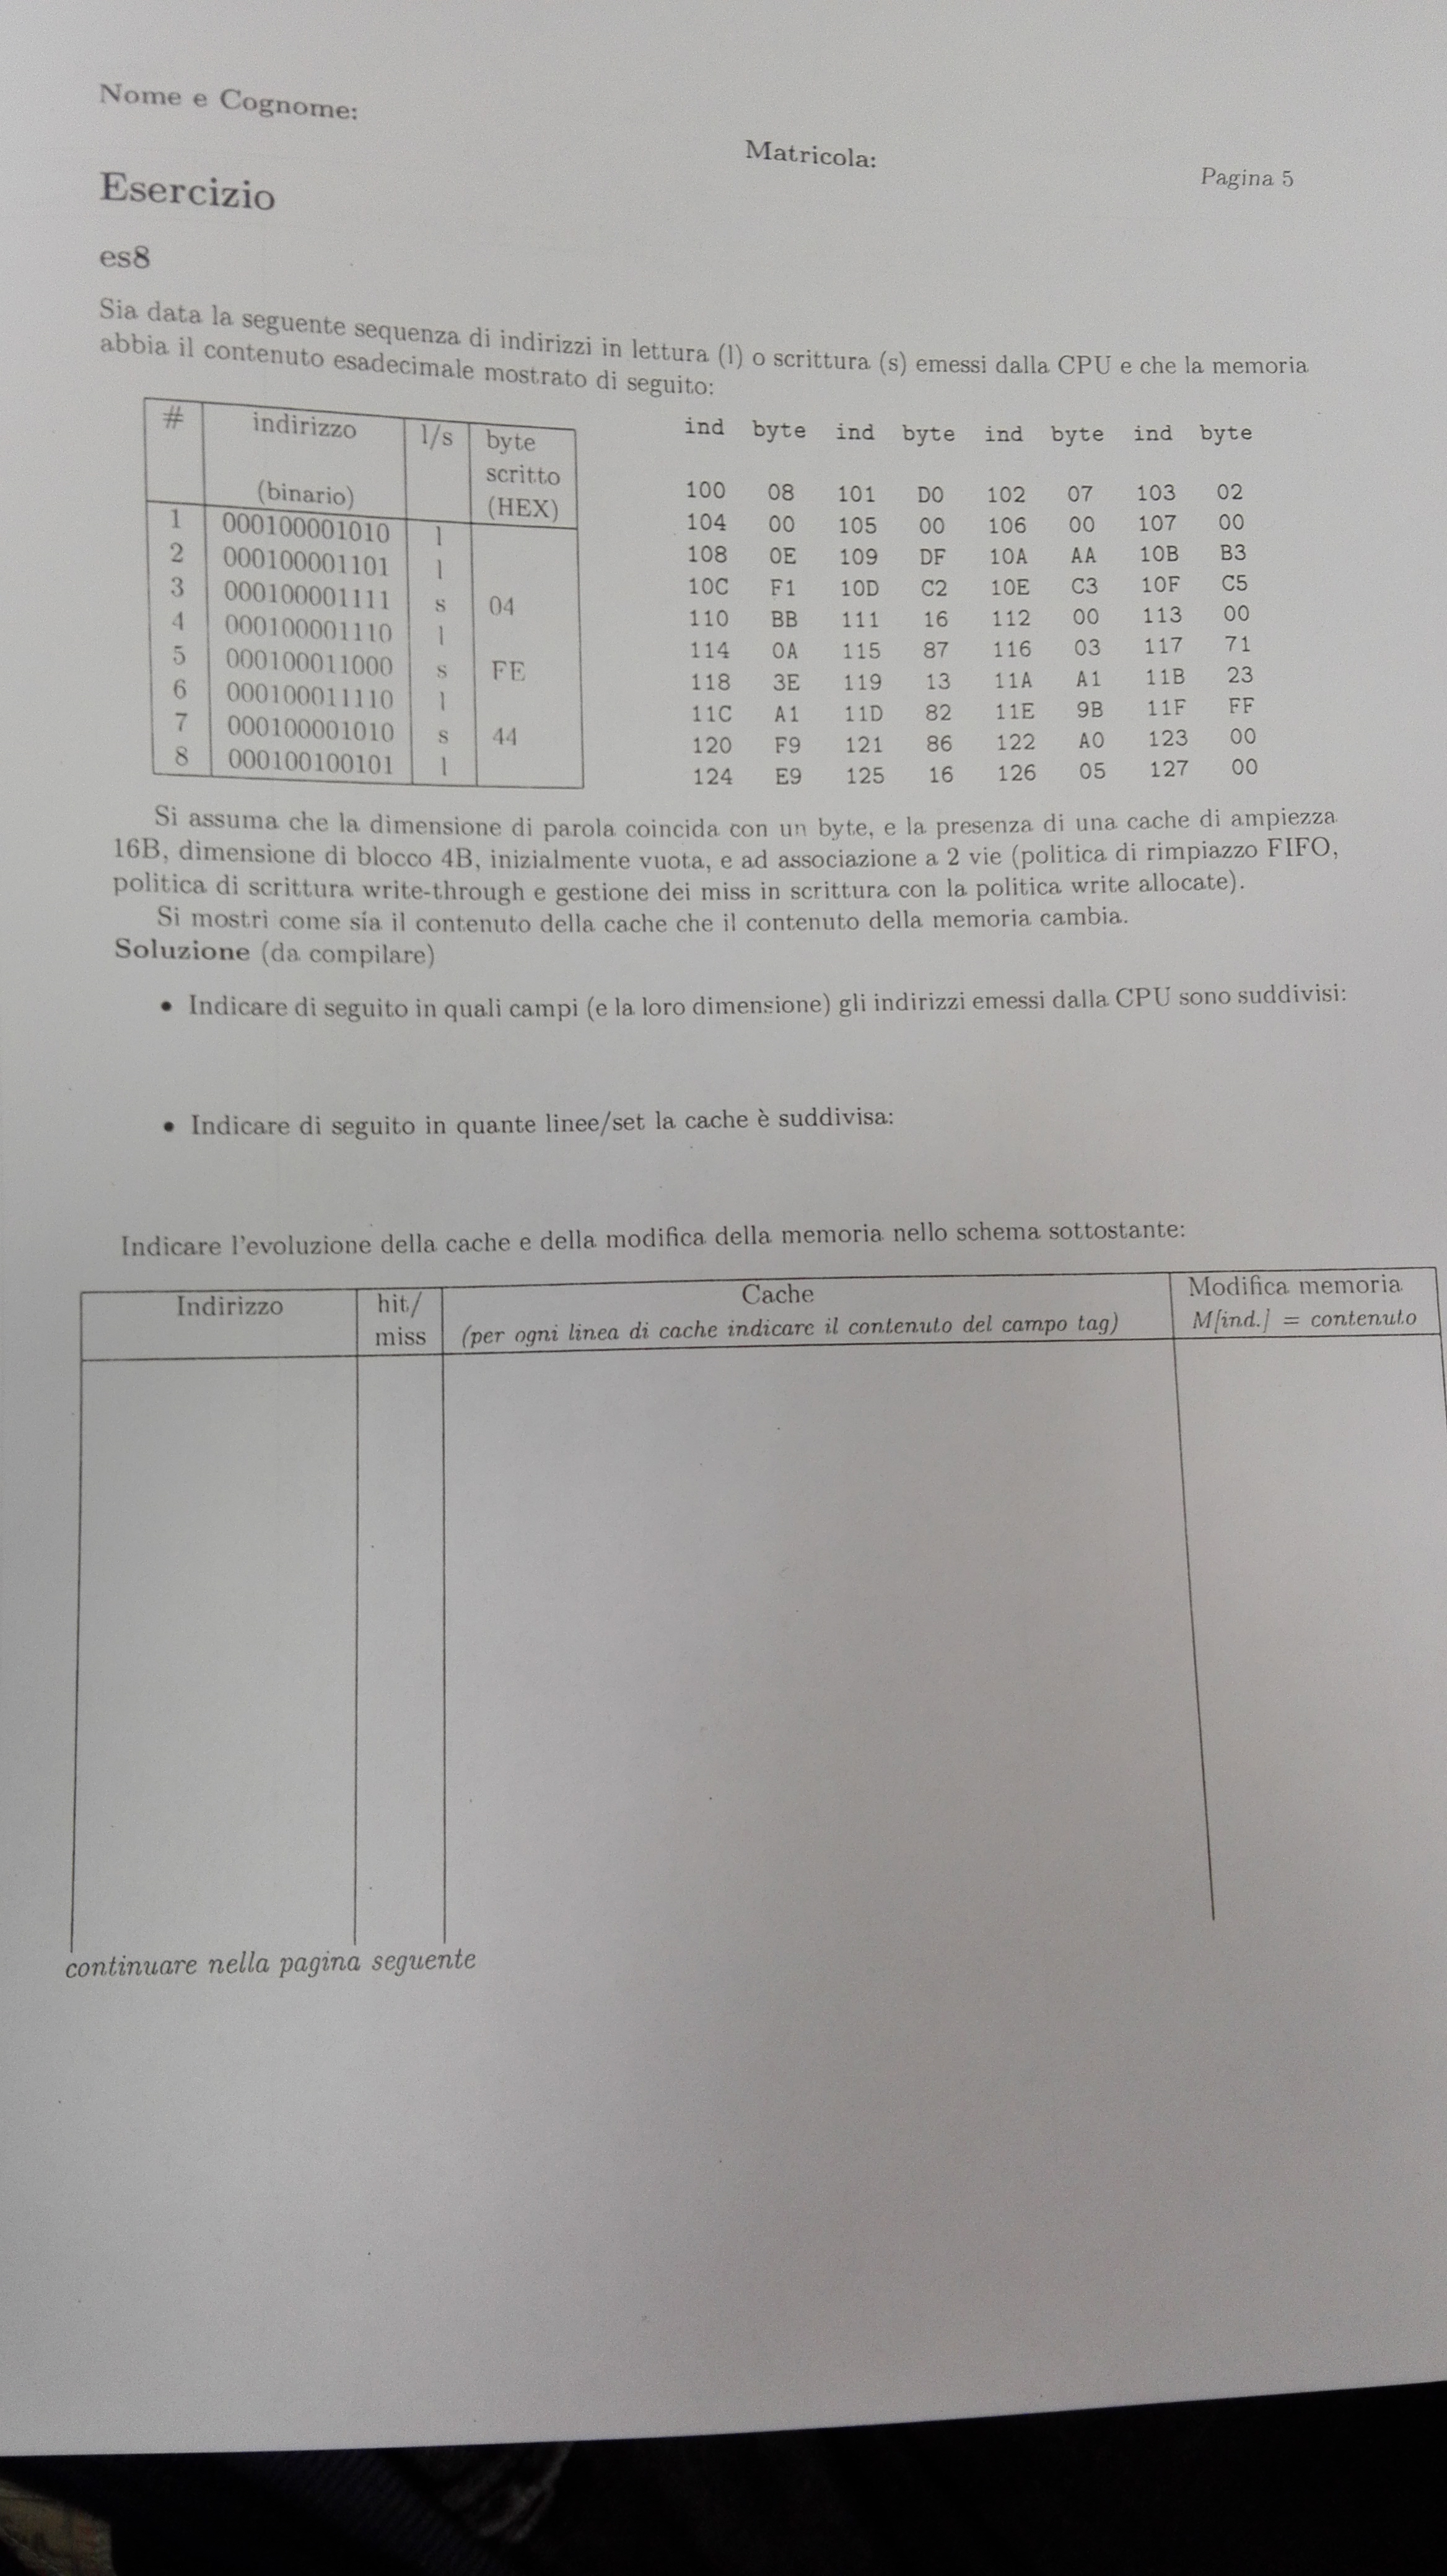 Nome e Cognome:
Matricola:
Pagina 5
Esercizio
es8
Sia data la seguente sequenza di indirizzi in lettura (l) o scrittura (s) emessi dalla CPU e che la memoria
abbia il contenuto esadecimale mostrato di seguito:
# indirizzo l/s byte
scritto
(binario) (HEX)
1 000100001010 l
2 000100001101 l
3 000100001111 s 04
4 000100001110 l
5 000100011000 s FE
6 000100011110 l
7 000100001010 s 44
8 000100100101 l
ind byte ind byte ind byte ind byte
100 08 101 D0 102 07 103 02
104 00 105 00 106 00 107 00
108 0E 109 DF 10A AA 10B B3
10C F1 10D C2 10E C3 10F C5
110 BB 111 16 112 00 113 00
114 0A 115 87 116 03 117 71
118 3E 119 13 11A A1 11B 23
11C A1 11D 82 11E 9B 11F FF
120 F9 121 86 122 A0 123 00
124 E9 125 16 126 05 127 00
Si assuma che la dimensione di parola coincida con un byte, e la presenza di una cache di ampiezza
16B, dimensione di blocco 4B, inizialmente vuota, e ad associazione a 2 vie (politica di rimpiazzo FIFO,
politica di scrittura write-through e gestione dei miss in scrittura con la politica write allocate).
Si mostri come sia il contenuto della cache che il contenuto della memoria cambia.
Soluzione (da compilare)
• Indicare di seguito in quali campi (e la loro dimensione) gli indirizzi emessi dalla CPU sono suddivisi:
• Indicare di seguito in quante linee/set la cache è suddivisa:
Indicare l'evoluzione della cache e della modifica della memoria nello schema sottostante:
Indirizzo hit/ Cache Modifica memoria
miss (per ogni linea di cache indicare il contenuto del campo tag) M[ind.] = contenuto
continuare nella pagina seguente